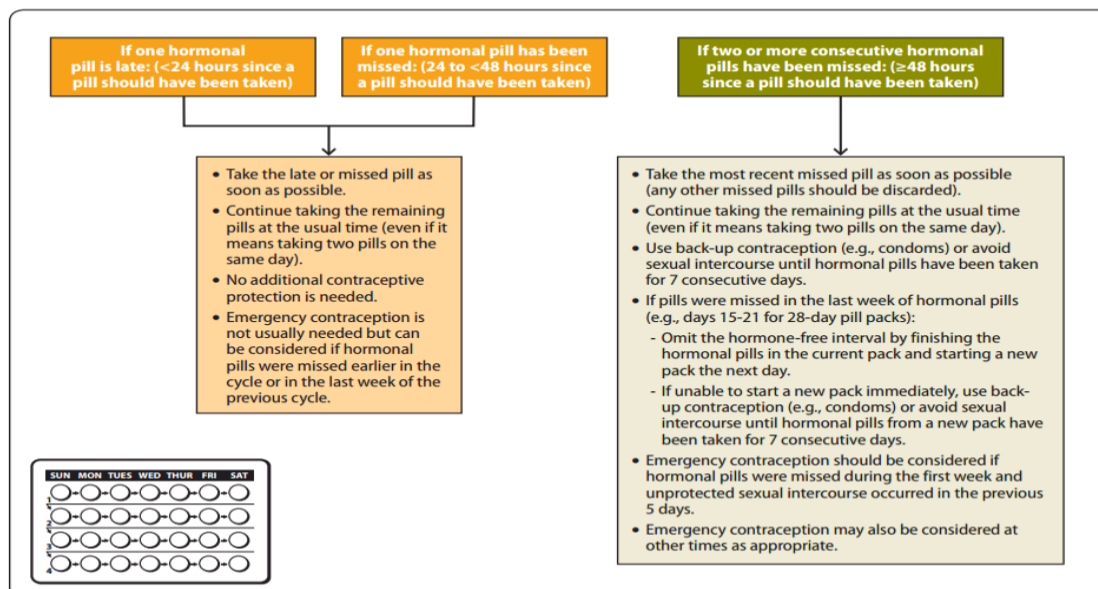 If one hormonal
pill is late: (<24 hours since a
pill should have been taken)
If one hormonal pill has been
missed: (24 to <48 hours since
a pill should have been taken)
If two or more consecutive hormonal
pills have been missed: (≥48 hours
since a pill should have been taken)
• Take the late or missed pill as
soon as possible.
• Continue taking the remaining
pills at the usual time (even if it
means taking two pills on the
same day).
• No additional contraceptive
protection is needed.
• Emergency contraception is
not usually needed but can
be considered if hormonal
pills were missed earlier in the
cycle or in the last week of the
previous cycle.
• Take the most recent missed pill as soon as possible
(any other missed pills should be discarded).
• Continue taking the remaining pills at the usual time
(even if it means taking two pills on the same day).
• Use back-up contraception (e.g., condoms) or avoid
sexual intercourse until hormonal pills have been taken
for 7 consecutive days.
• If pills were missed in the last week of hormonal pills
(e.g., days 15-21 for 28-day pill packs):
- Omit the hormone-free interval by finishing the
hormonal pills in the current pack and starting a new
pack the next day.
- If unable to start a new pack immediately, use back-
up contraception (e.g., condoms) or avoid sexual
intercourse until hormonal pills from a new pack have
been taken for 7 consecutive days.
• Emergency contraception should be considered if
hormonal pills were missed during the first week and
unprotected sexual intercourse occurred in the previous
5 days.
• Emergency contraception may also be considered at
other times as appropriate.
SUN MON TUES WED THUR FRI SAT
1
2
3
4